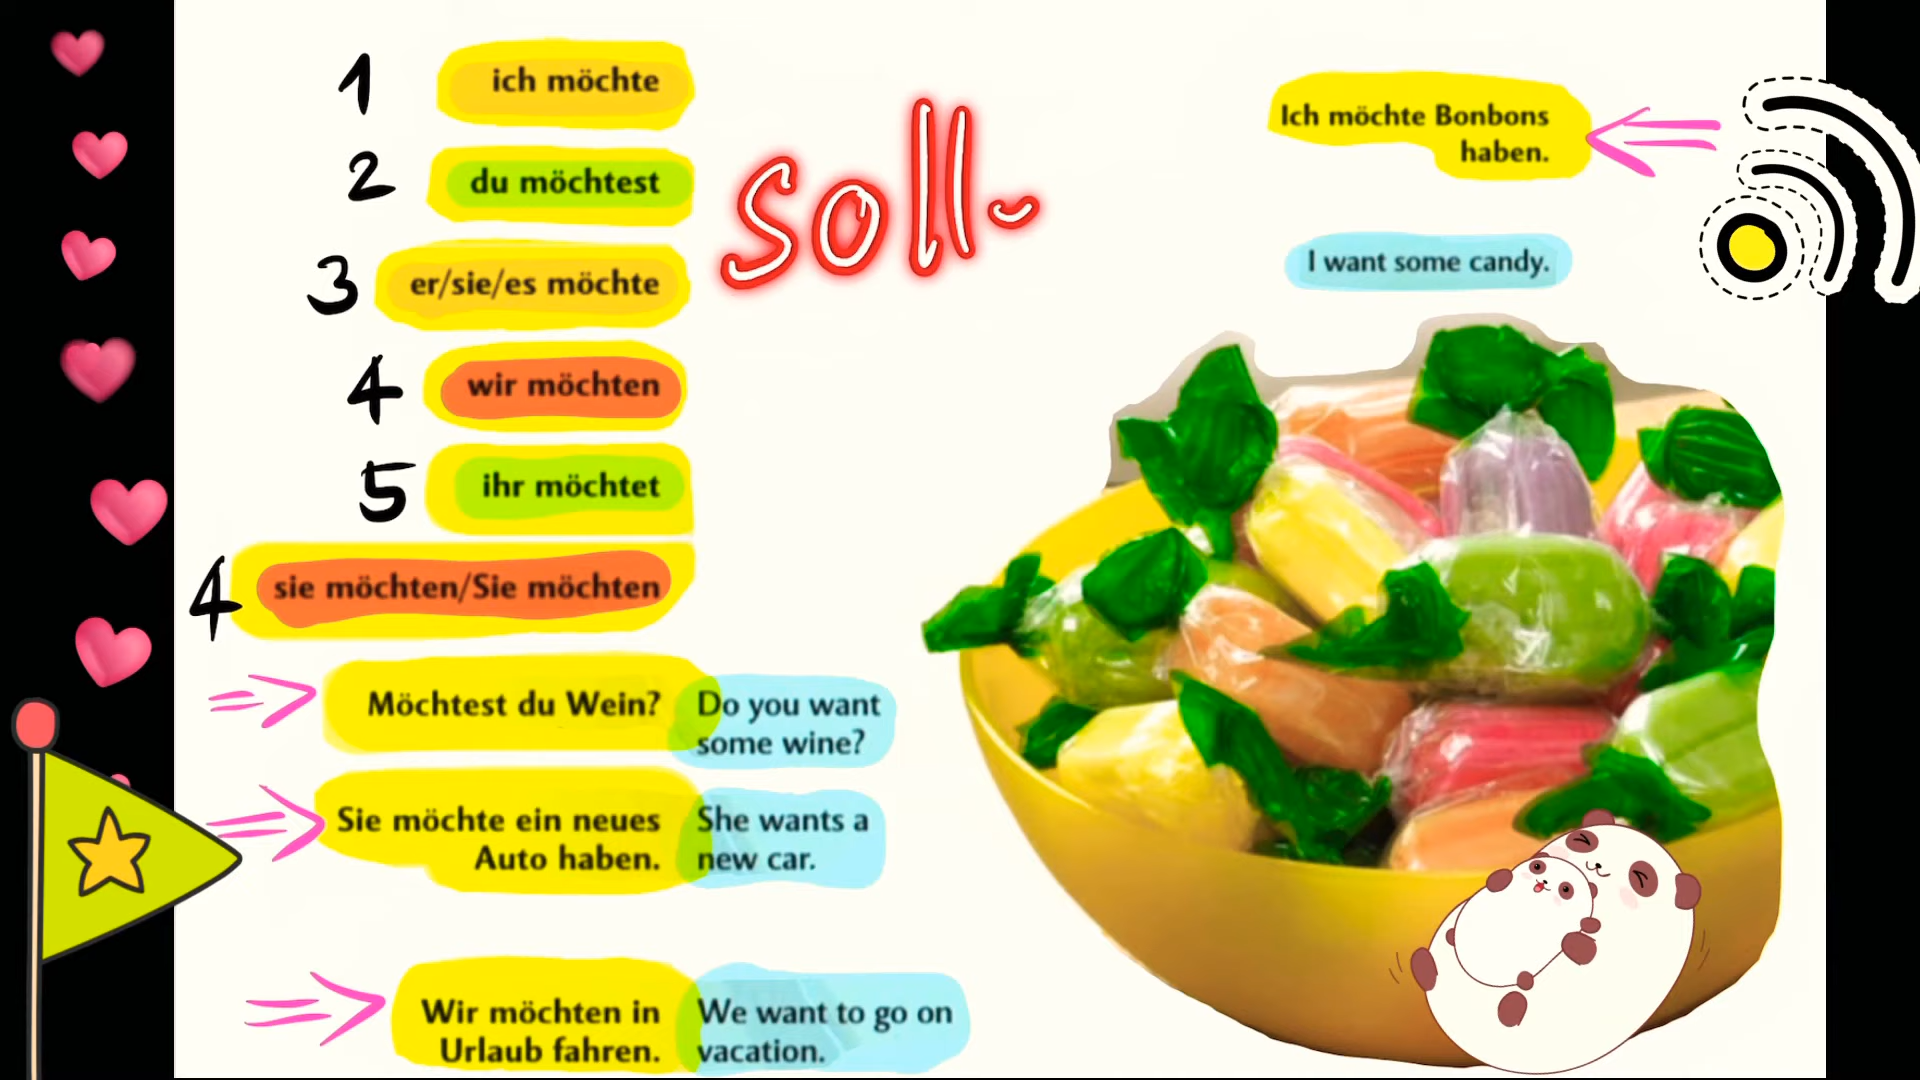 1 ich möchte
2 du möchtest
3 er/sie/es möchte
4 wir möchten
5 ihr möchtet
4 sie möchten/Sie möchten
soll-
Möchtest du Wein?
Do you want
some wine?
Sie möchte ein neues
Auto haben.
She wants a
new car.
Wir möchten in
Urlaub fahren.
We want to go on
vacation.
Ich möchte Bonbons
haben.
I want some candy.